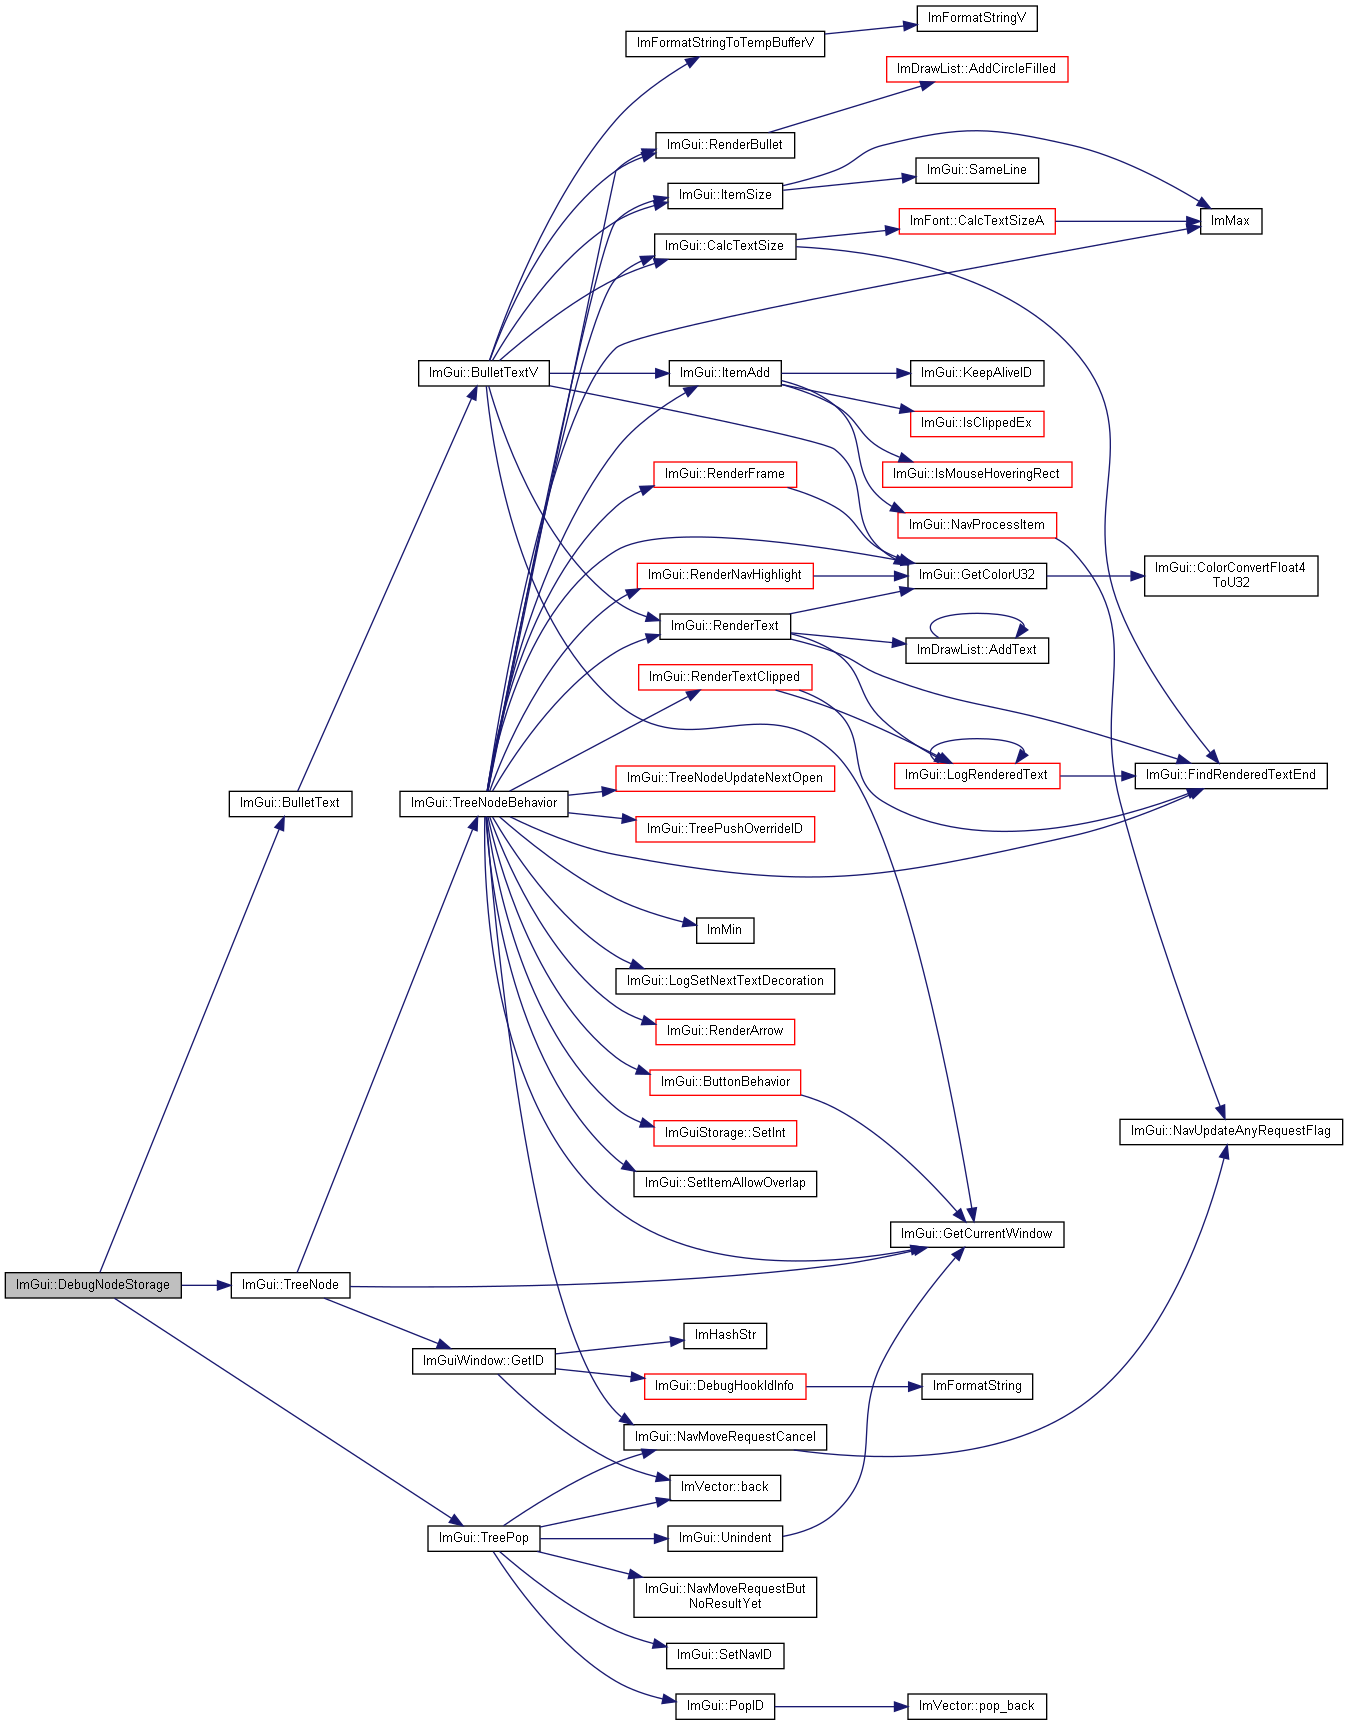 ImFormatStringV
ImFormatStringToTempBufferV
ImDrawList::AddCircleFilled
ImGui::RenderBullet
ImGui::SameLine
ImGui::ItemSize
ImFont::CalcTextSizeA
ImMax
ImGui::CalcTextSize
ImGui::BulletTextV
ImGui::ItemAdd
ImGui::KeepAliveID
ImGui::IsClippedEx
ImGui::RenderFrame
ImGui::IsMouseHoveringRect
ImGui::NavProcessItem
ImGui::RenderNavHighlight
ImGui::GetColorU32
ImGui::ColorConvertFloat4
ToU32
ImGui::RenderText
ImDrawList::AddText
ImGui::RenderTextClipped
ImGui::TreeNodeUpdateNextOpen
ImGui::LogRenderedText
ImGui::FindRenderedTextEnd
ImGui::BulletText
ImGui::TreeNodeBehavior
ImGui::TreePushOverrideID
ImMin
ImGui::LogSetNextTextDecoration
ImGui::RenderArrow
ImGui::ButtonBehavior
ImGuiStorage::SetInt
ImGui::NavUpdateAnyRequestFlag
ImGui::SetItemAllowOverlap
ImGui::GetCurrentWindow
ImGui::DebugNodeStorage
ImGui::TreeNode
ImHashStr
ImGuiWindow::GetID
ImGui::DebugHookIdInfo
ImFormatString
ImGui::NavMoveRequestCancel
ImVector::back
ImGui::TreePop
ImGui::Unindent
ImGui::NavMoveRequestBut
NoResultYet
ImGui::SetNavID
ImGui::PopID
ImVector::pop_back